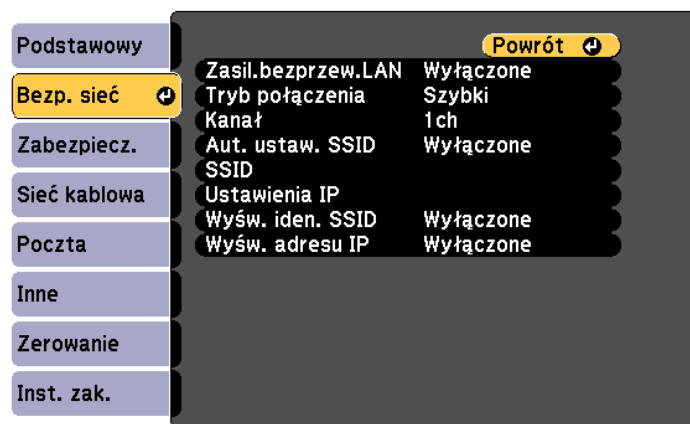 Podstawowy
Bezp. sieć
Zabezpiecz.
Sieć kablowa
Poczta
Inne
Zerowanie
Inst. zak.
Powrót
Zasil.bezprzew.LAN Wyłączone
Tryb połączenia Szybki
Kanał 1ch
Aut. ustaw. SSID Wyłączone
SSID
Ustawienia IP
Wyśw. iden. SSID Wyłączone
Wyśw. adresu IP Wyłączone